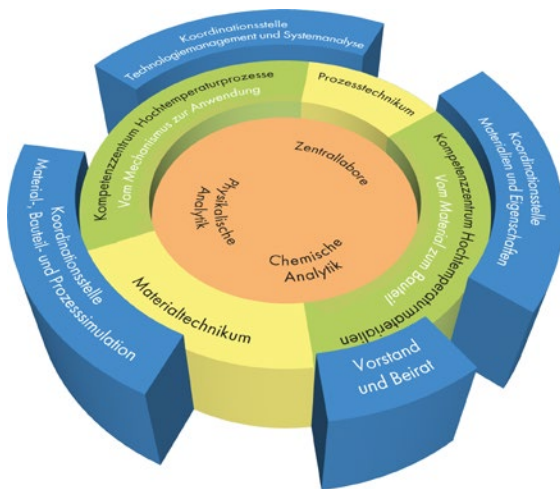 Koordinationsstelle
Technologiemanagement und Systemanalyse
Kompetenzzentrum Hochtemperaturprozesse
Vom Mechanismus zur Anwendung
Prozesstechnikum
Zentrallabore
Koordinationsstelle
Materialien und Eigenschaften
Kompetenzzentrum Hochtemperaturmaterialien
Vom Material zum Bauteil
Physikalische
Analytik
Chemische
Analytik
Koordinationsstelle
Material-, Bauteil- und Prozesssimulation
Materialtechnikum
Vorstand
und Beirat